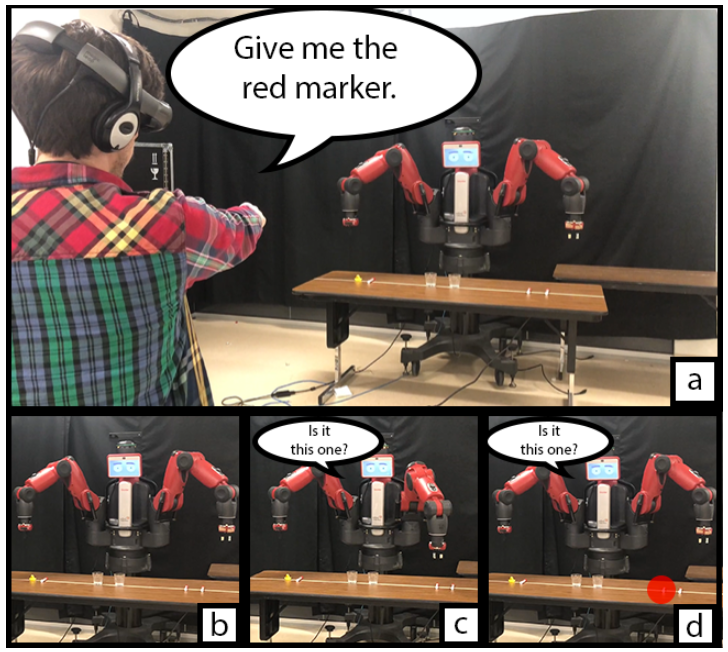 Give me the
red marker.
a
b
Is it
this one?
c
Is it
this one?
d